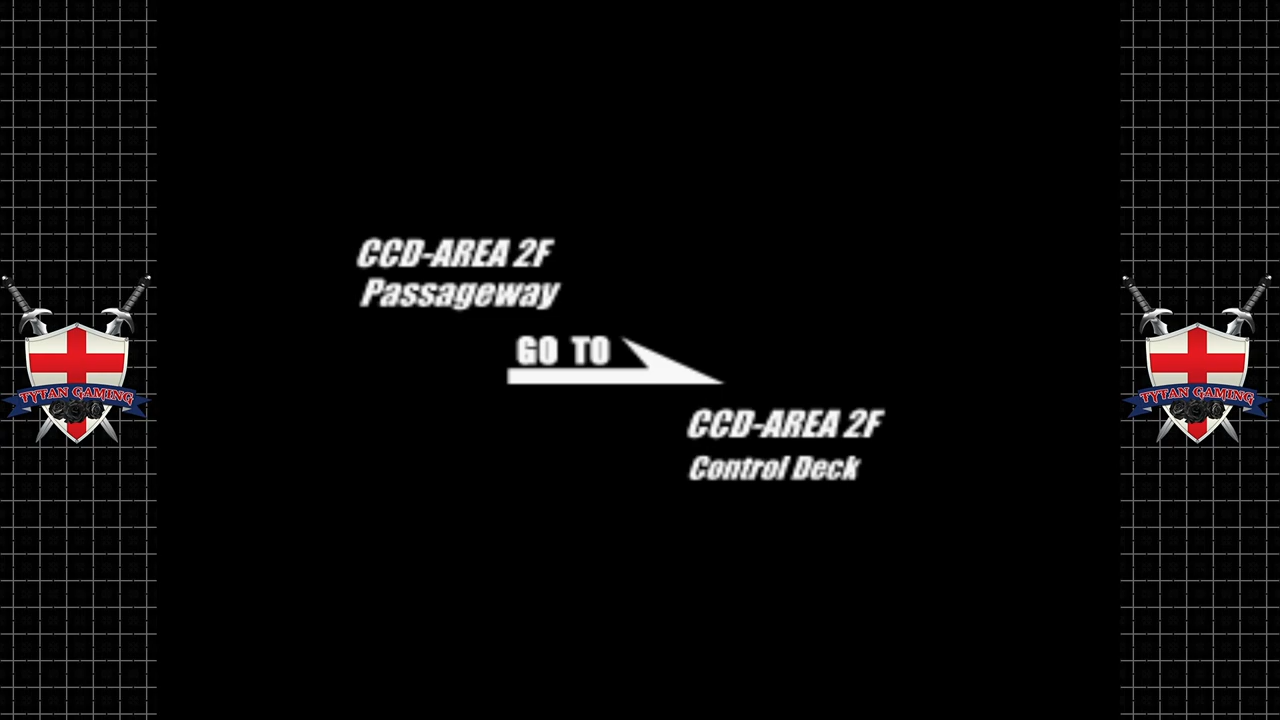 CCD-AREA 2F
Passageway
GO TO
CCD-AREA 2F
Control Deck
TYTAN GAMING
TYTAN GAMING